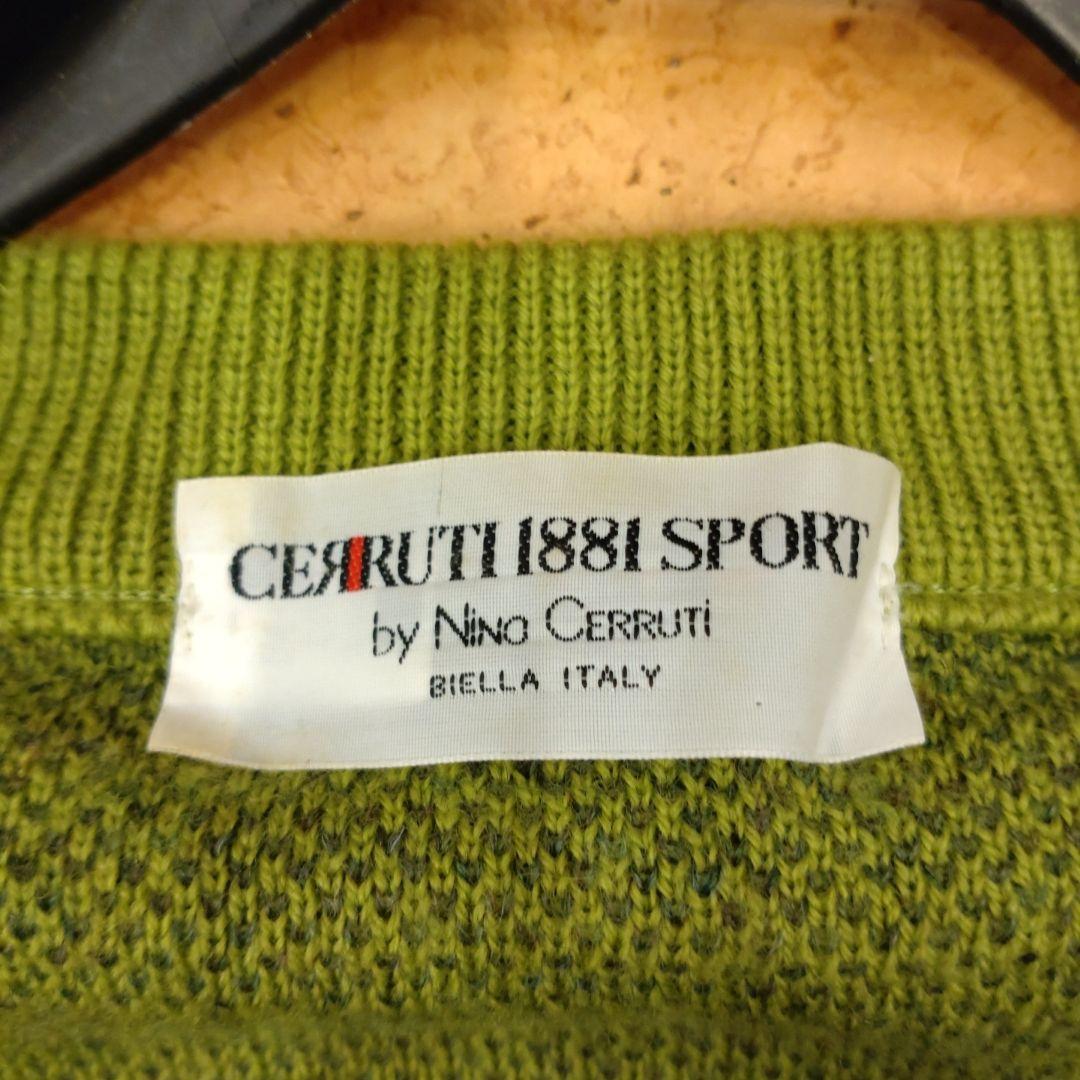 CERRUTI 1881 SPORT
by Nino CERRUTi
BIELLA ITALY